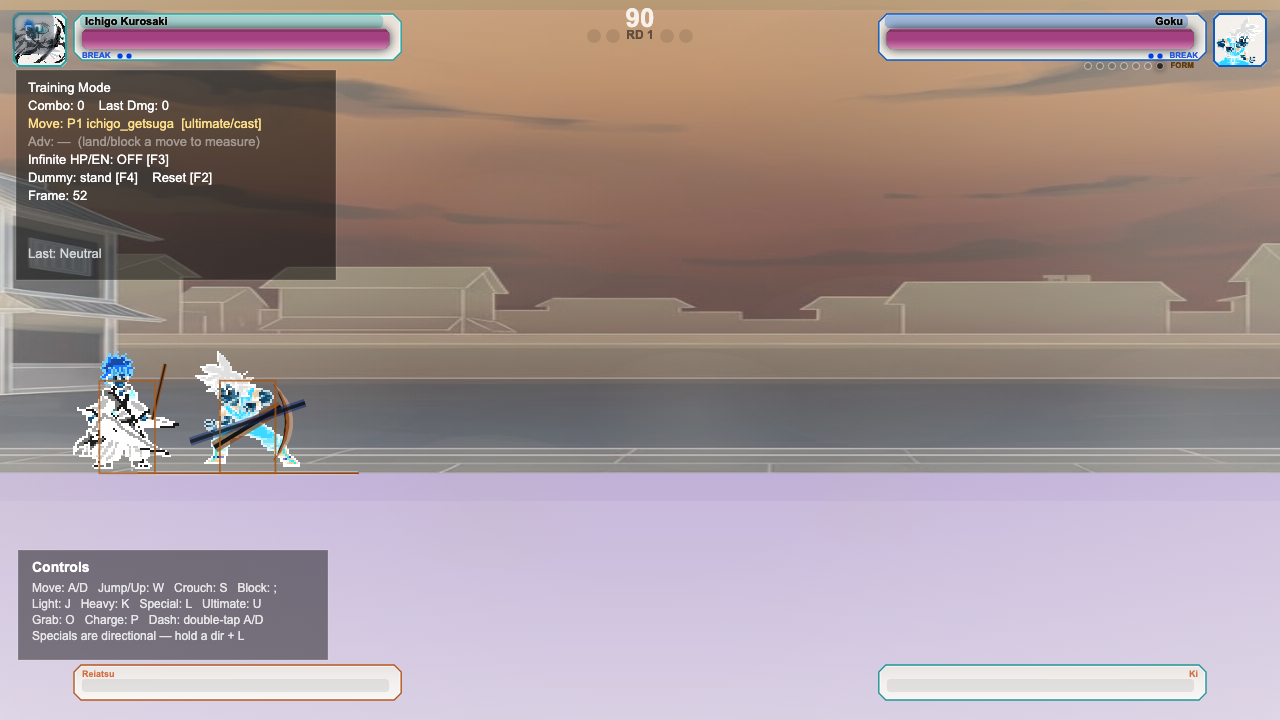 Ichigo Kurosaki
BREAK
90
RD 1
Goku
BREAK
FORM
Training Mode
Combo: 0    Last Dmg: 0
Move: P1 ichigo_getsuga  [ultimate/cast]
Adv: —  (land/block a move to measure)
Infinite HP/EN: OFF [F3]
Dummy: stand [F4]    Reset [F2]
Frame: 52
Last: Neutral
Controls
Move: A/D   Jump/Up: W   Crouch: S   Block: ;
Light: J   Heavy: K   Special: L   Ultimate: U
Grab: O   Charge: P   Dash: double-tap A/D
Specials are directional — hold a dir + L
Reiatsu
Ki